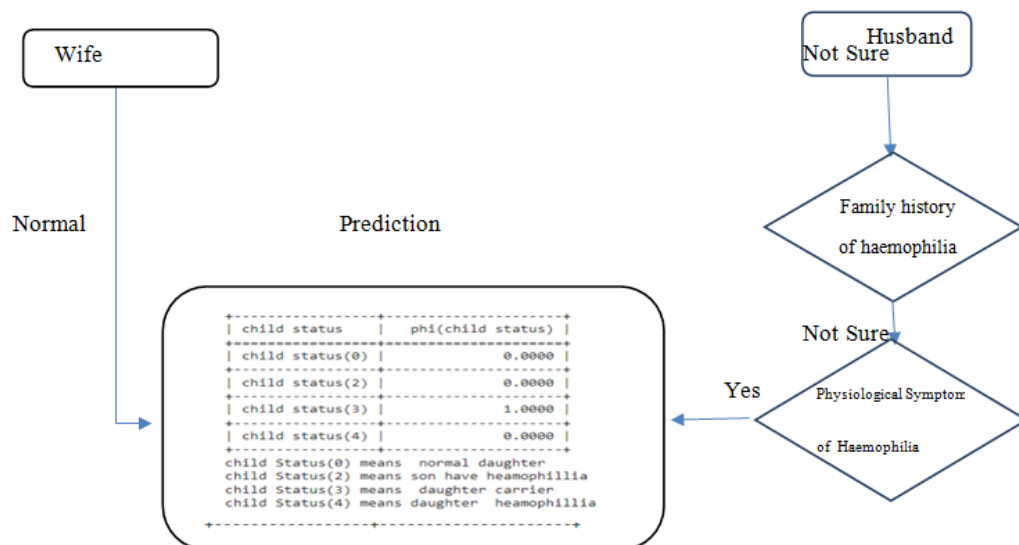 Wife
Husband
Not Sure
Family history
of haemophilia
Normal
Prediction
Not Sure
Yes
Physiological Symptom
of Haemophilia
+-----------------+---------------------+
| child status | phi(child status) |
+=================+=====================+
| child status(0) | 0.0000 |
+-----------------+---------------------+
| child status(2) | 0.0000 |
+-----------------+---------------------+
| child status(3) | 1.0000 |
+-----------------+---------------------+
| child status(4) | 0.0000 |
+-----------------+---------------------+
child Status(0) means normal daughter
child Status(2) means son have heamophillia
child Status(3) means daughter carrier
child Status(4) means daughter heamophillia
+-----------------+---------------------+